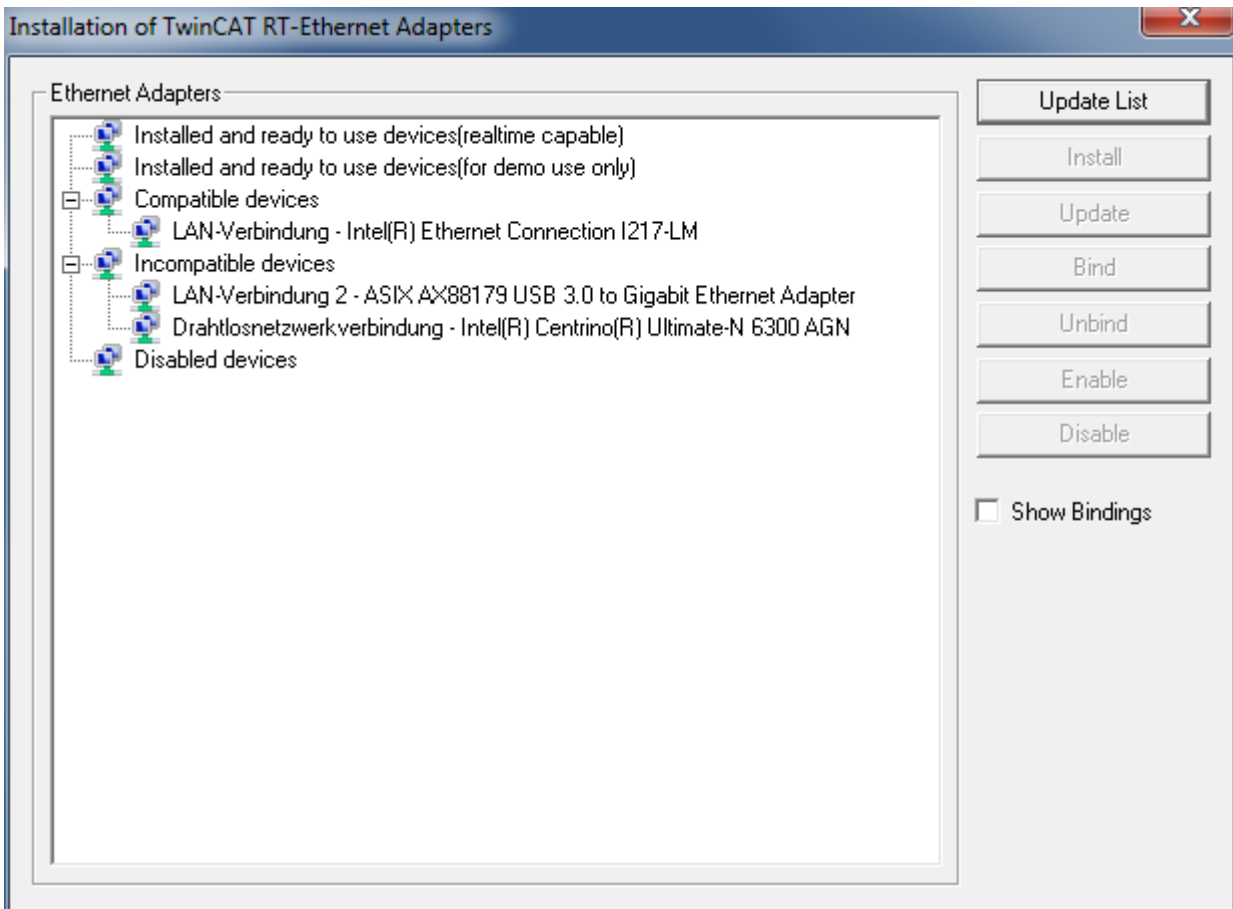 Installation of TwinCAT RT-Ethernet Adapters
Ethernet Adapters
Installed and ready to use devices(realtime capable)
Installed and ready to use devices(for demo use only)
Compatible devices
LAN-Verbindung - Intel(R) Ethernet Connection I217-LM
Incompatible devices
LAN-Verbindung 2 - ASIX AX88179 USB 3.0 to Gigabit Ethernet Adapter
Drahtlosnetzwerkverbindung - Intel(R) Centrino(R) Ultimate-N 6300 AGN
Disabled devices
Update List
Install
Update
Bind
Unbind
Enable
Disable
Show Bindings